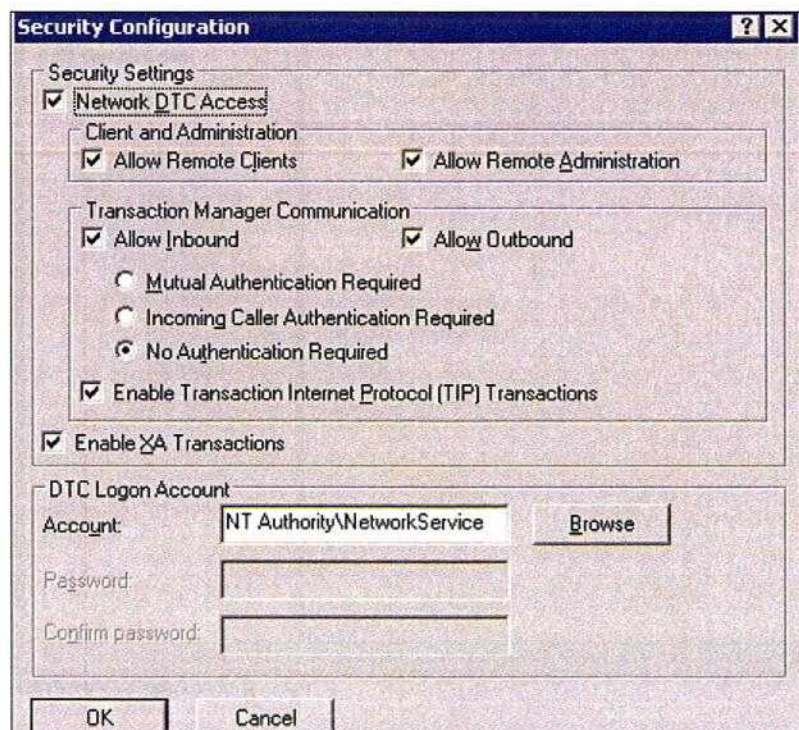 Security Configuration
Security Settings
Network DTC Access
Client and Administration
Allow Remote Clients
Allow Remote Administration
Transaction Manager Communication
Allow Inbound
Allow Outbound
Mutual Authentication Required
Incoming Caller Authentication Required
No Authentication Required
Enable Transaction Internet Protocol (TIP) Transactions
Enable XA Transactions
DTC Logon Account
Account:
NT Authority\NetworkService
Browse
Password:
Confirm password:
OK
Cancel